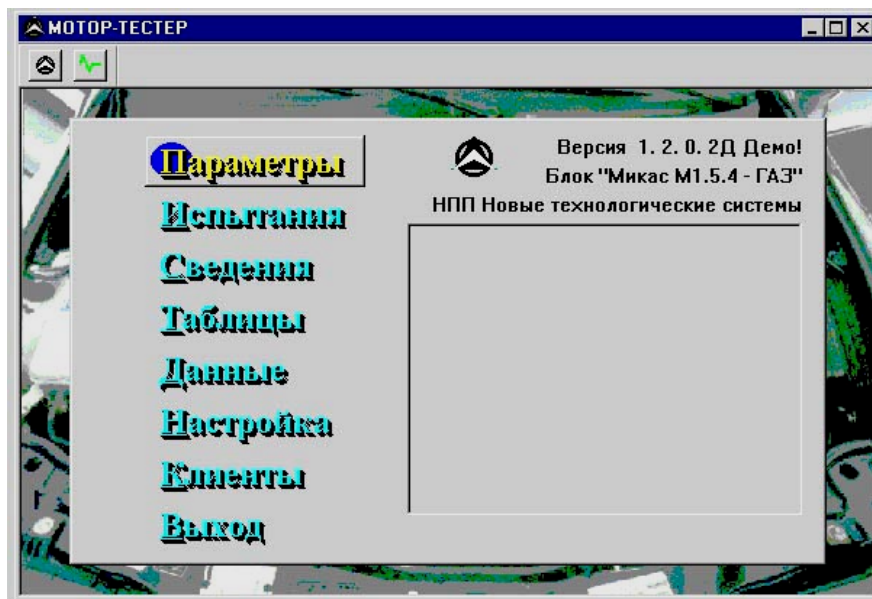 МОТОР-ТЕСТЕР
Параметры
Испытания
Сведения
Таблицы
Данные
Настройка
Клиенты
Выход
Версия 1. 2. 0. 2Д Демо!
Блок "Микас М1.5.4 - ГАЗ"
НПП Новые технологические системы